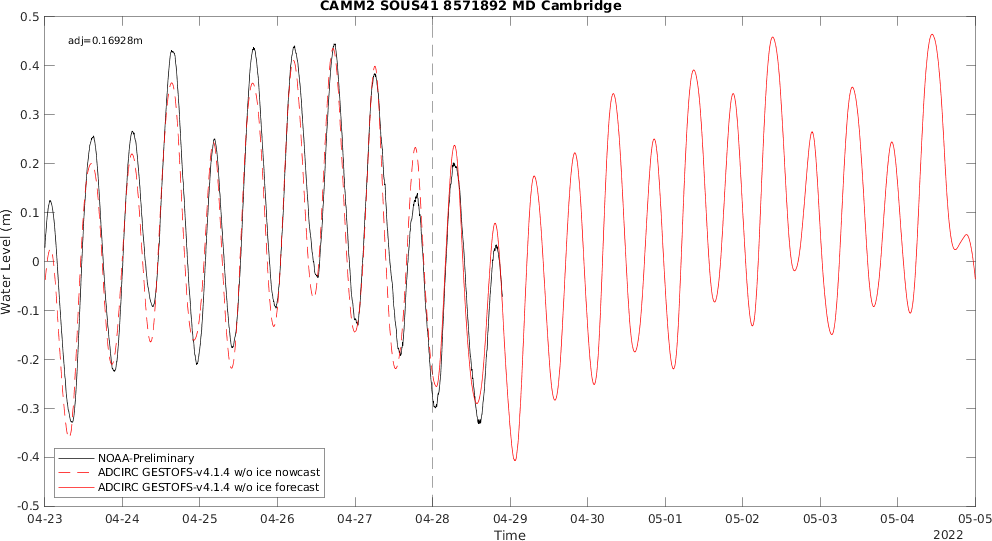 CAMM2 SOUS41 8571892 MD Cambridge
adj=0.16928m
0.5
0.4
0.3
0.2
0.1
0
-0.1
-0.2
-0.3
-0.4
-0.5
Water Level (m)
NOAA-Preliminary
ADCIRC GESTOFS-v4.1.4 w/o ice nowcast
ADCIRC GESTOFS-v4.1.4 w/o ice forecast
04-23 04-24 04-25 04-26 04-27 04-28 04-29 04-30 05-01 05-02 05-03 05-04 05-05
Time
2022